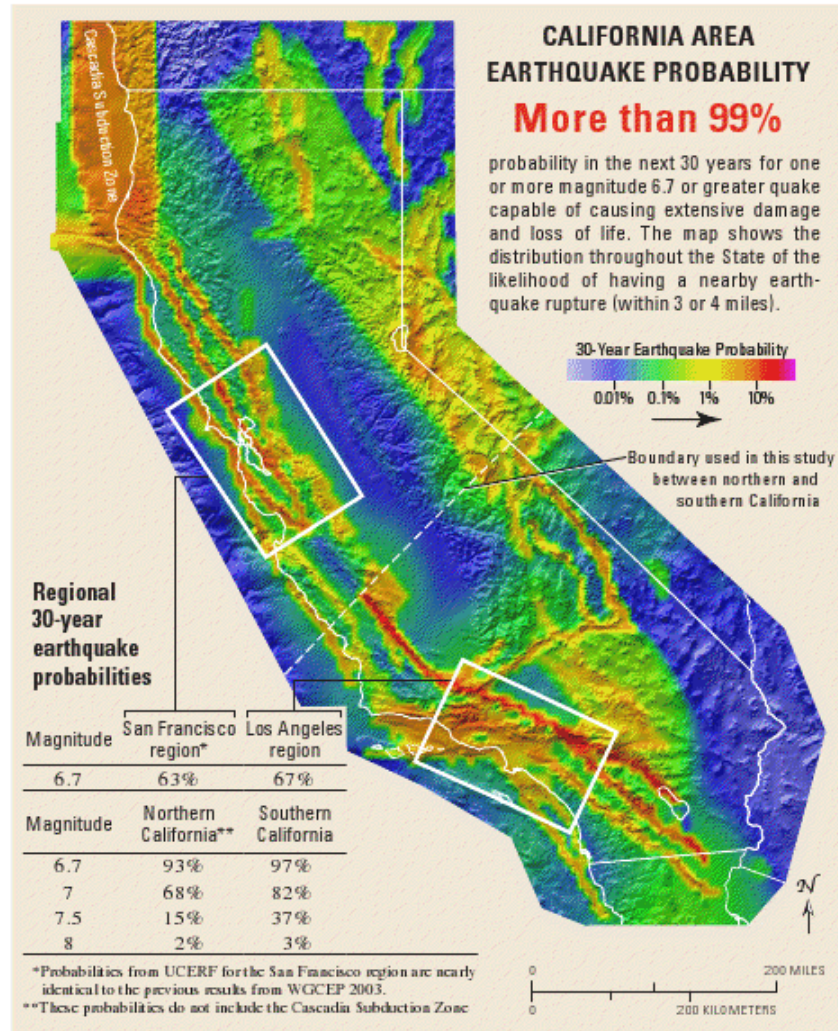 CALIFORNIA AREA
EARTHQUAKE PROBABILITY
More than 99%
probability in the next 30 years for one
or more magnitude 6.7 or greater quake
capable of causing extensive damage
and loss of life. The map shows the
distribution throughout the State of the
likelihood of having a nearby earth-
quake rupture (within 3 or 4 miles).
Cascadia Subduction Zone
30-Year Earthquake Probability
0.01% 0.1% 1% 10%
Boundary used in this study
between northern and
southern California
Regional
30-year
earthquake
probabilities
Magnitude San Francisco region* Los Angeles region
6.7 63% 67%
Magnitude Northern California** Southern California
6.7 93% 97%
7 68% 82%
7.5 15% 37%
8 2% 3%
*Probabilities from UCERF for the San Francisco region are nearly
identical to the previous results from WGCEP 2003.
**These probabilities do not include the Cascadia Subduction Zone
N
0 200 MILES
0 200 KILOMETERS